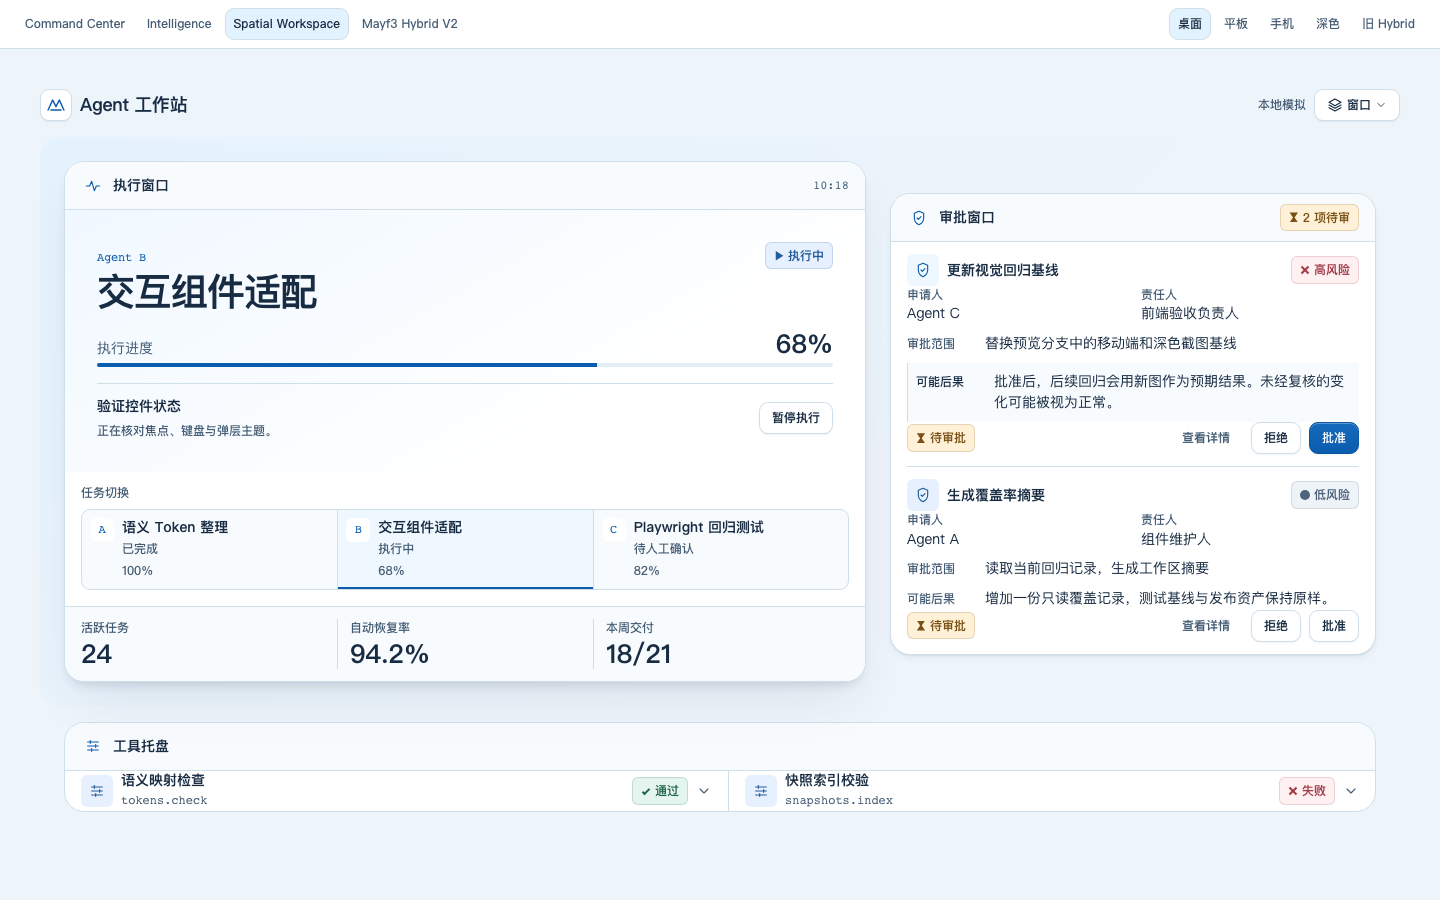 Command Center Intelligence Spatial Workspace Mayf3 Hybrid V2 桌面 平板 手机 深色 旧 Hybrid
Agent 工作站
本地模拟 窗口
执行窗口 10:18
Agent B
执行中
交互组件适配
执行进度 68%
验证控件状态
正在核对焦点、键盘与弹层主题。
暂停执行
任务切换
A 语义 Token 整理
已完成
100%
B 交互组件适配
执行中
68%
C Playwright 回归测试
待人工确认
82%
活跃任务
24
自动恢复率
94.2%
本周交付
18/21
审批窗口 2 项待审
更新视觉回归基线 高风险
申请人
Agent C
责任人
前端验收负责人
审批范围 替换预览分支中的移动端和深色截图基线
可能后果 批准后，后续回归会用新图作为预期结果。未经复核的变
化可能被视为正常。
待审批 查看详情 拒绝 批准
生成覆盖率摘要 低风险
申请人
Agent A
责任人
组件维护人
审批范围 读取当前回归记录，生成工作区摘要
可能后果 增加一份只读覆盖记录，测试基线与发布资产保持原样。
待审批 查看详情 拒绝 批准
工具托盘
语义映射检查
tokens.check
通过
快照索引校验
snapshots.index
失败